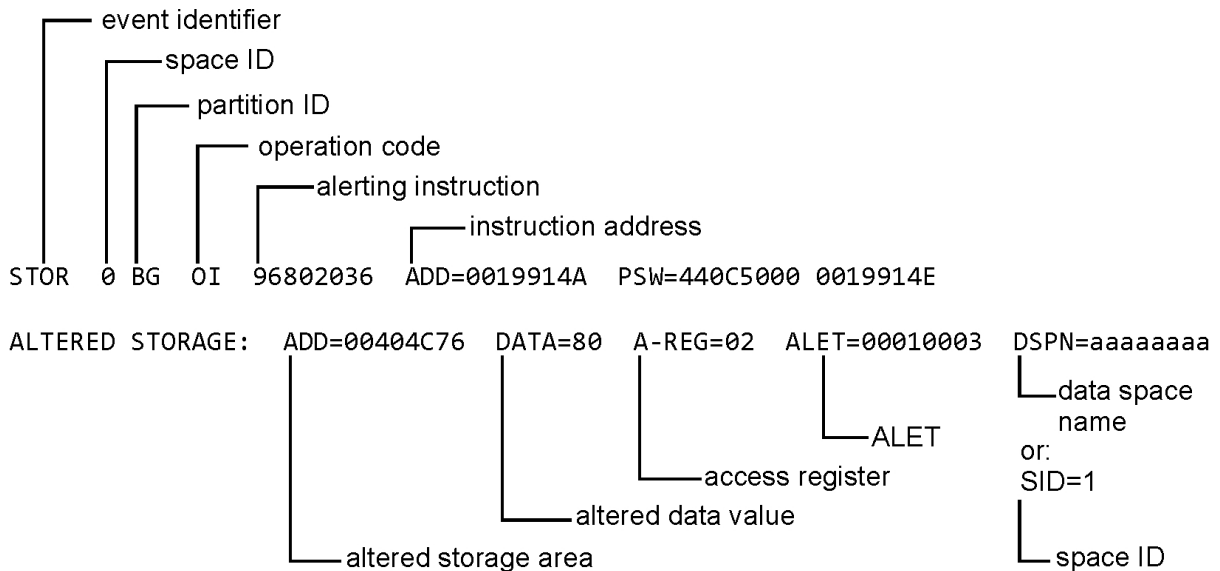 event identifier
space ID
partition ID
operation code
alerting instruction
instruction address
STOR 0 BG OI 96802036 ADD=0019914A PSW=440C5000 0019914E
ALTERED STORAGE: ADD=00404C76 DATA=80 A-REG=02 ALET=00010003 DSPN=aaaaaaaa
data space
name
ALET
or:
access register
SID=1
altered data value
altered storage area
space ID